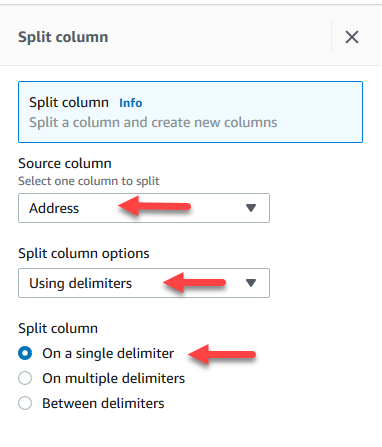 Split column
Split column Info
Split a column and create new columns
Source column
Select one column to split
Address
Split column options
Using delimiters
Split column
On a single delimiter
On multiple delimiters
Between delimiters